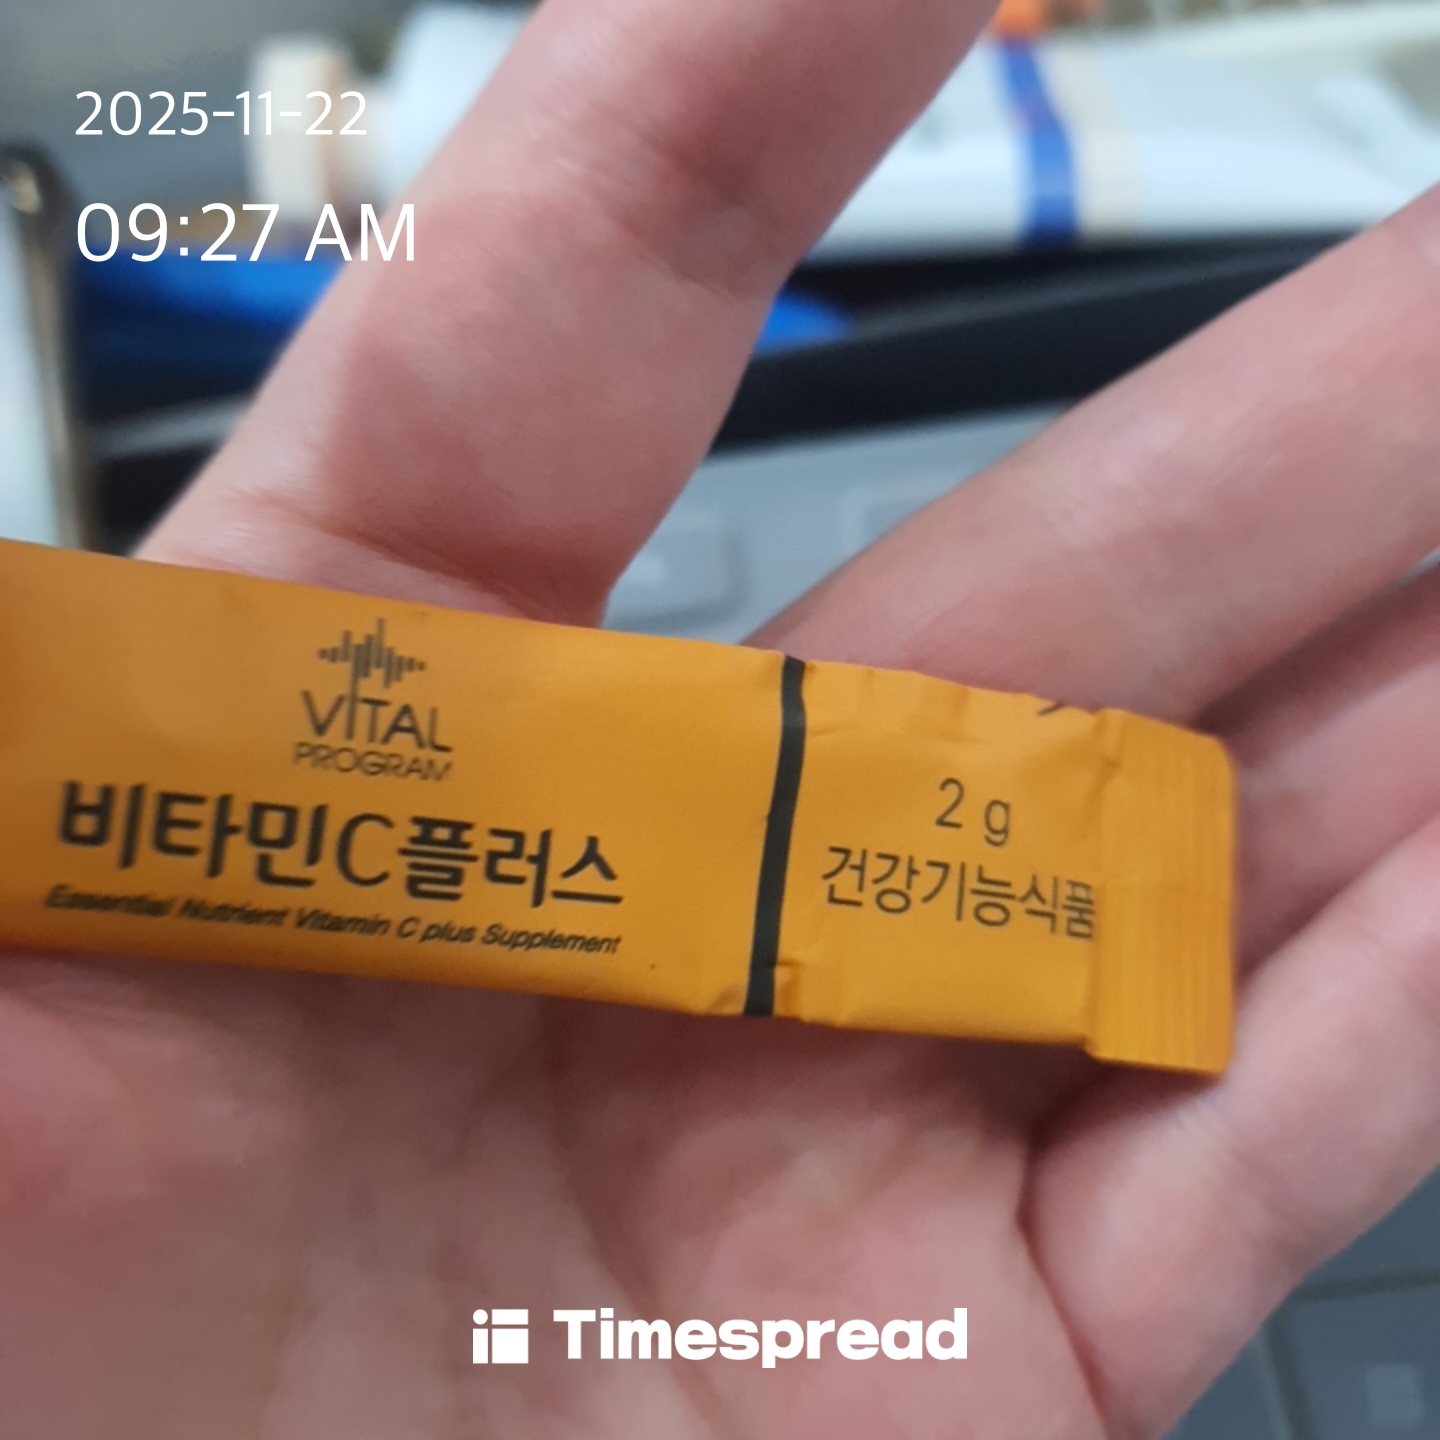 2025-11-22
09:27 AM
VITAL
PROGRAM
비타민C플러스
Essential Nutrient Vitamin C plus Supplement
2 g
건강기능식품
Timespread